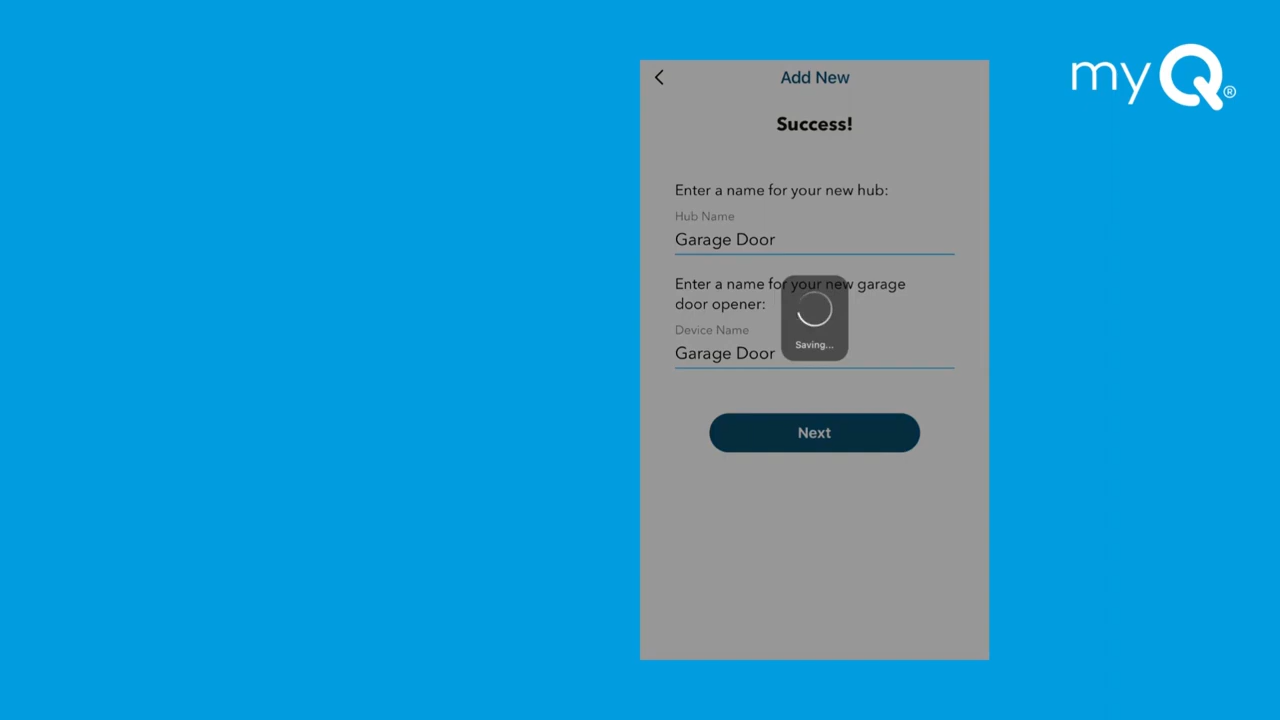 myQ®
Add New
Success!
Enter a name for your new hub:
Hub Name
Garage Door
Enter a name for your new garage
door opener:
Device Name
Garage Door
Saving...
Next